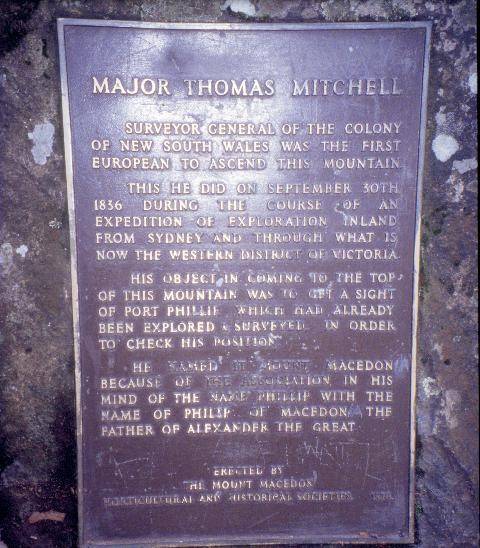 MAJOR THOMAS MITCHELL
SURVEYOR GENERAL OF THE COLONY
OF NEW SOUTH WALES WAS THE FIRST
EUROPEAN TO ASCEND THIS MOUNTAIN
THIS HE DID ON SEPTEMBER 30TH
1836 DURING THE COURSE OF AN
EXPEDITION OF EXPLORATION INLAND
FROM SYDNEY AND THROUGH WHAT IS
NOW THE WESTERN DISTRICT OF VICTORIA
HIS OBJECT IN COMING TO THE TOP
OF THIS MOUNTAIN WAS TO GET A SIGHT
OF PORT PHILLIP WHICH HAD ALREADY
BEEN EXPLORED & SURVEYED IN ORDER
TO CHECK HIS POSITION
HE NAMED IT MOUNT MACEDON
BECAUSE OF THE ASSOCIATION IN HIS
MIND OF THE NAME PHILLIP WITH THE
NAME OF PHILIP OF MACEDON THE
FATHER OF ALEXANDER THE GREAT
ERECTED BY
THE MOUNT MACEDON
HORTICULTURAL AND HISTORICAL SOCIETIES